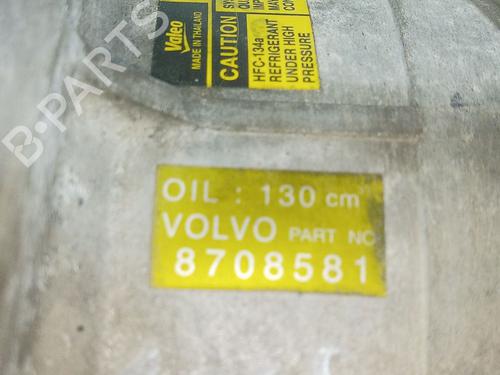 Valeo
MADE IN THAILAND
CAUTION
HFC-134a
REFRIGERANT
UNDER HIGH
PRESSURE
B-PARTS
OIL : 130 cm
VOLVO PART NO
8708581